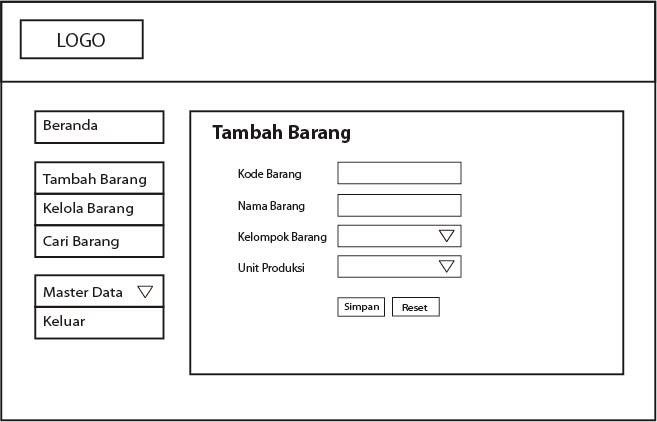 LOGO
Beranda
Tambah Barang
Kelola Barang
Cari Barang
Master Data
Keluar
Tambah Barang
Kode Barang
Nama Barang
Kelompok Barang
Unit Produksi
Simpan Reset